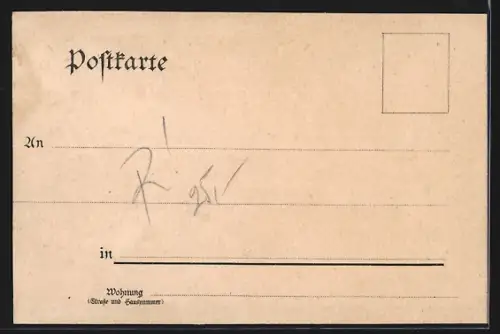 Postkarte
An
in
Wohnung
(Straße und Hausnummer)